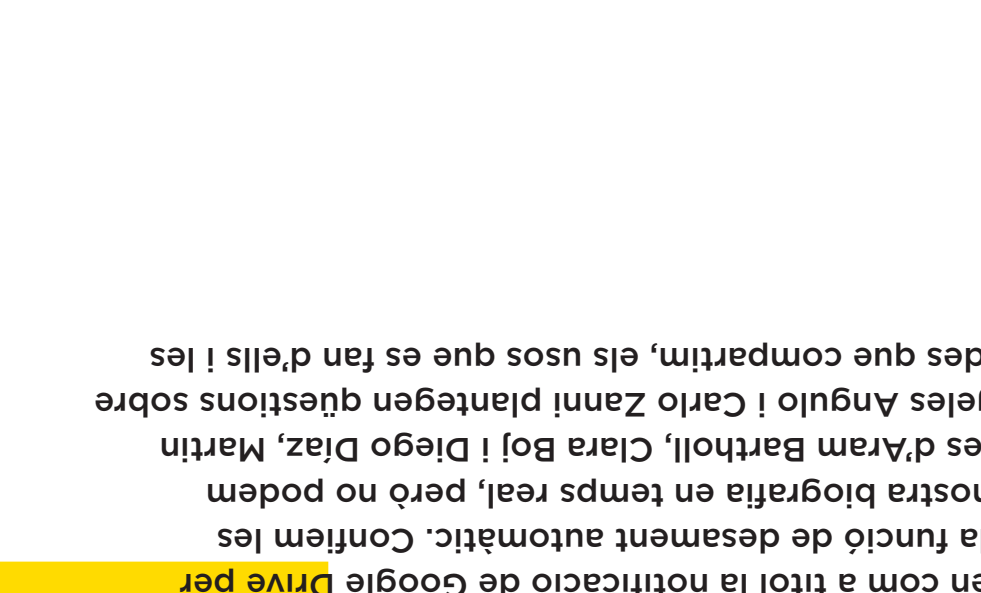 en com a títol la notificació de Google Drive per
la funció de desament automàtic. Confiem les
nostra biografia en temps real, però no podem
es d’Aram Bartholl, Clara Boj i Diego Díaz, Martin
geles Angulo i Carlo Zanni plantegen qüestions sobre
des que compartim, els usos que es fan d’ells i les